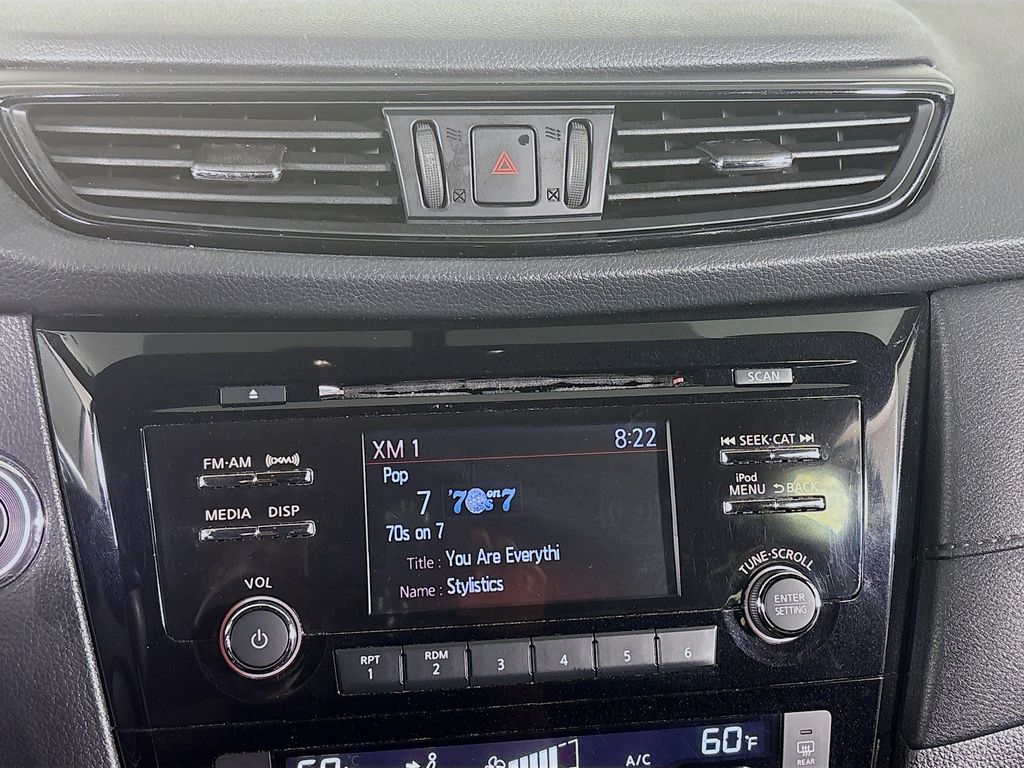 SCAN
FM·AM XM
MEDIA DISP
VOL
XM 1 8:22
Pop
7 '70s on 7
70s on 7
Title : You Are Everythi
Name : Stylistics
SEEK·CAT
iPod
MENU BACK
TUNE·SCROLL
ENTER
SETTING
RPT RDM
1 2 3 4 5 6
60°F A/C 60°F
REAR